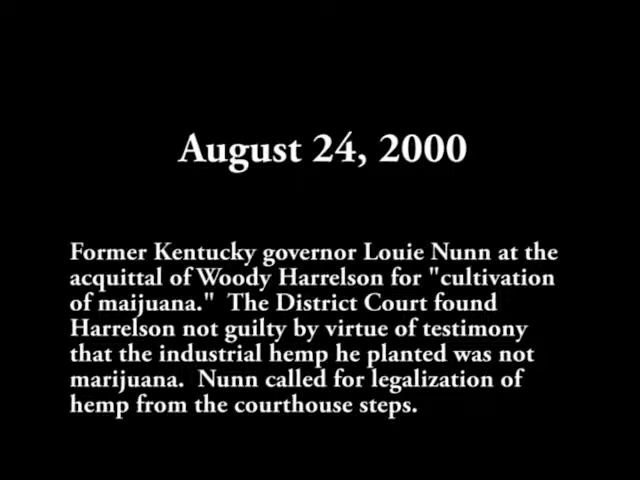 August 24, 2000
Former Kentucky governor Louie Nunn at the
acquittal of Woody Harrelson for "cultivation
of maijuana."  The District Court found
Harrelson not guilty by virtue of testimony
that the industrial hemp he planted was not
marijuana.  Nunn called for legalization of
hemp from the courthouse steps.